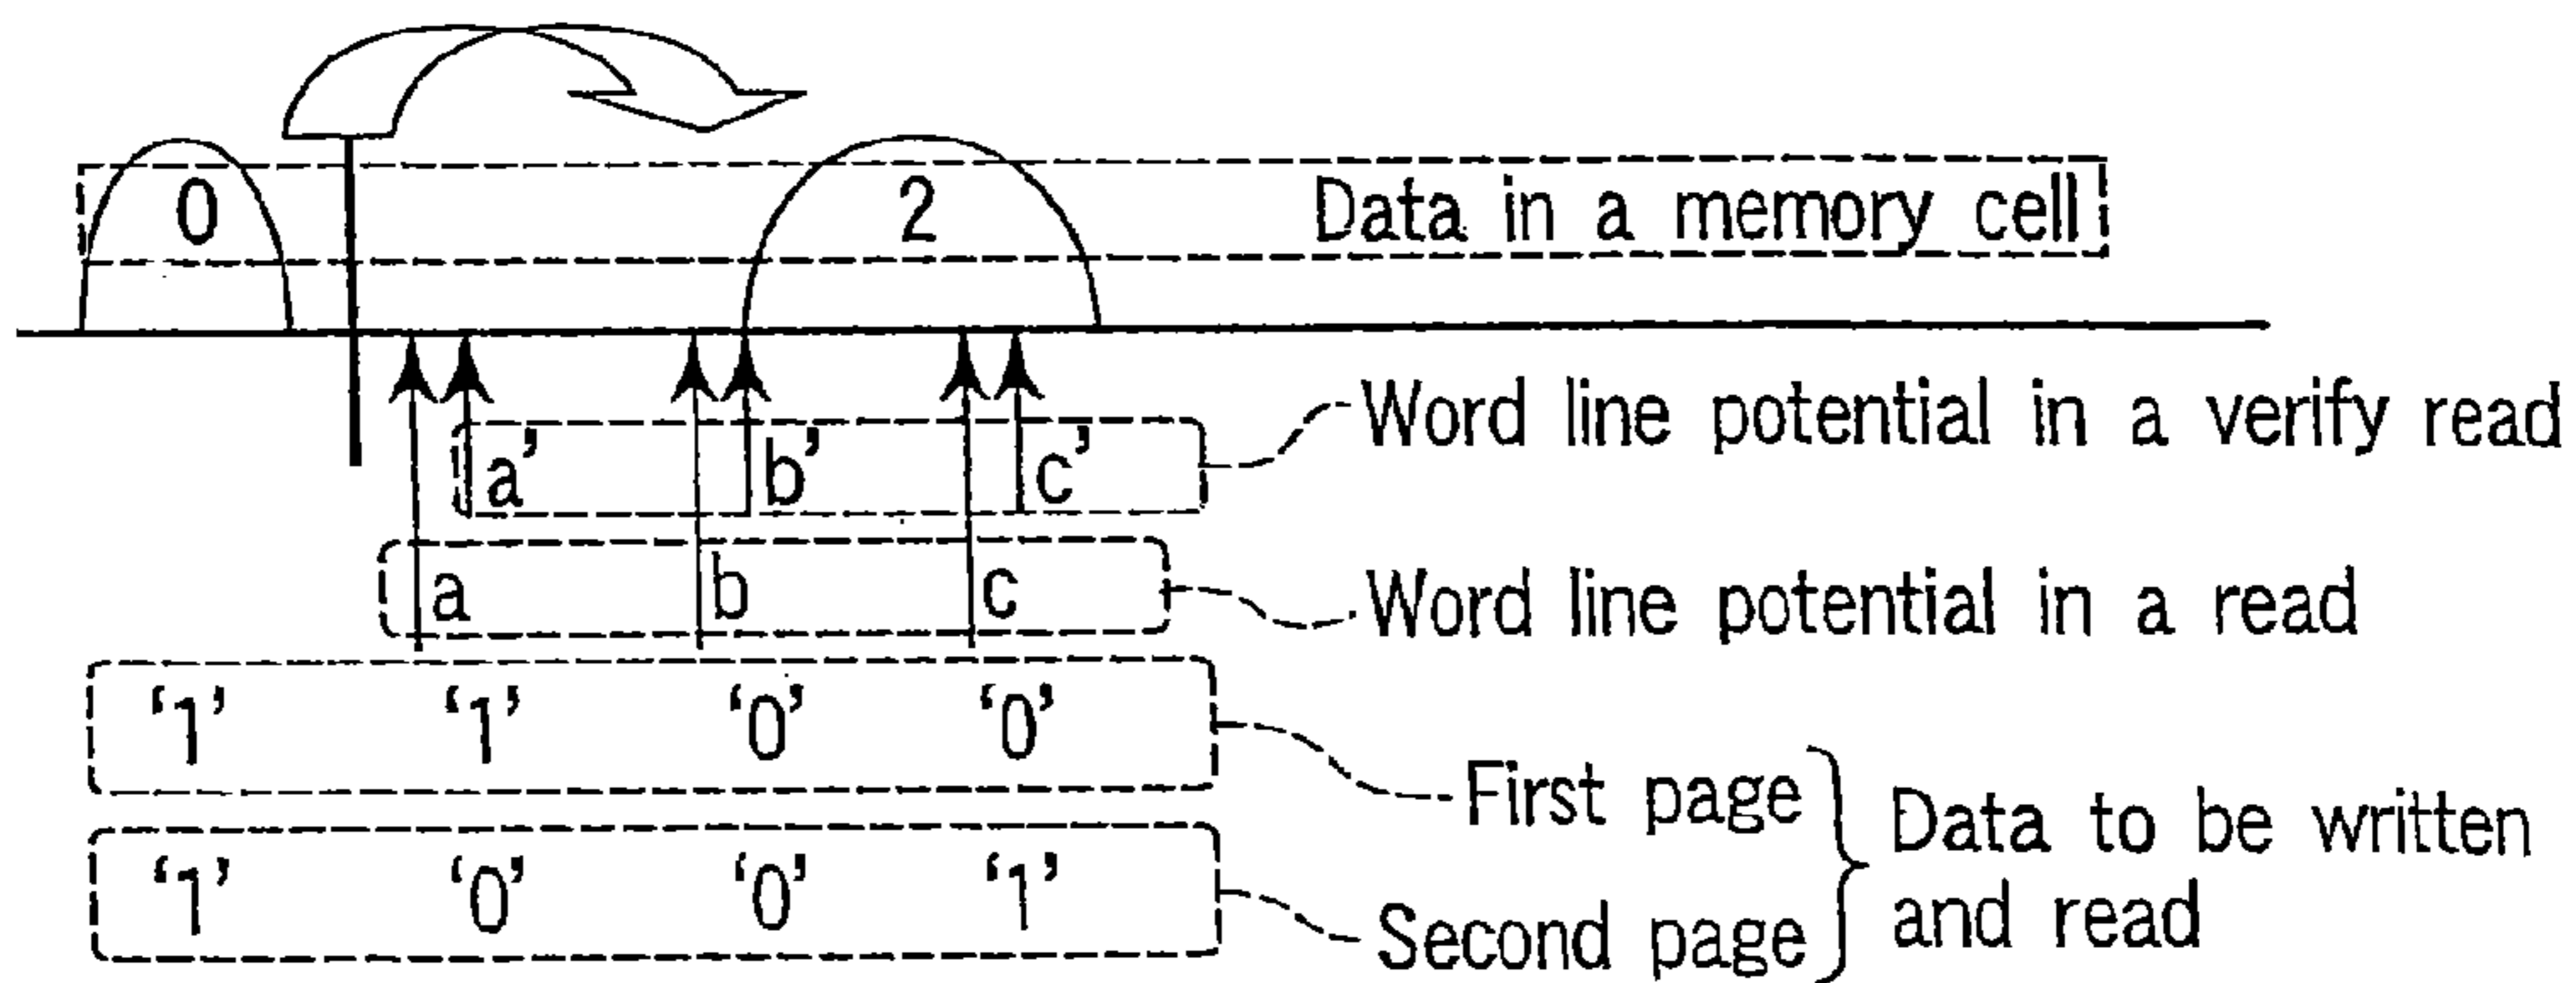 0 2 Data in a memory cell
a’ b’ c’ Word line potential in a verify read
a b c Word line potential in a read
‘1’ ‘1’ ‘0’ ‘0’
First page
‘1’ ‘0’ ‘0’ ‘1’
Second page
Data to be written
and read